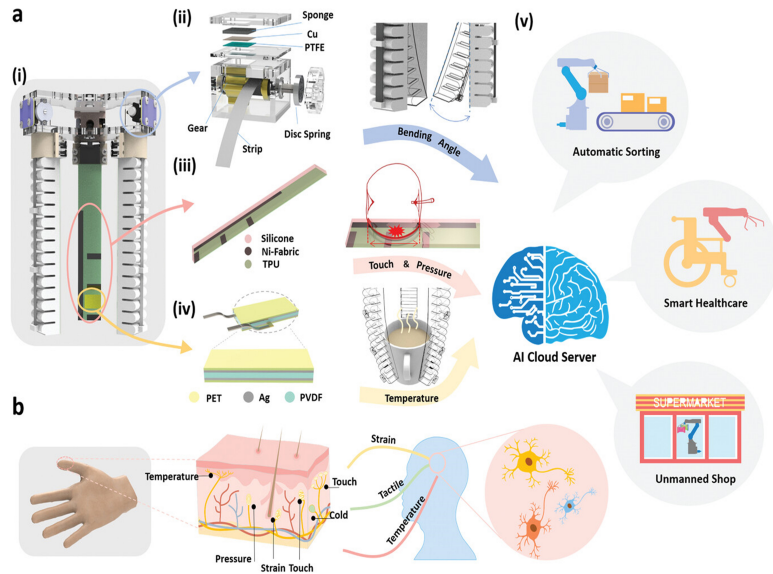 a
(i)
(ii)
Sponge
Cu
PTFE
Gear
Disc Spring
Strip
Bending Angle
(iii)
Silicone
Ni-Fabric
TPU
Touch & Pressure
(iv)
PET
Ag
PVDF
Temperature
(v)
Automatic Sorting
Smart Healthcare
AI Cloud Server
SUPERMARKET
Unmanned Shop
b
Temperature
Touch
Cold
Pressure
Strain
Touch
Strain
Tactile
Temperature